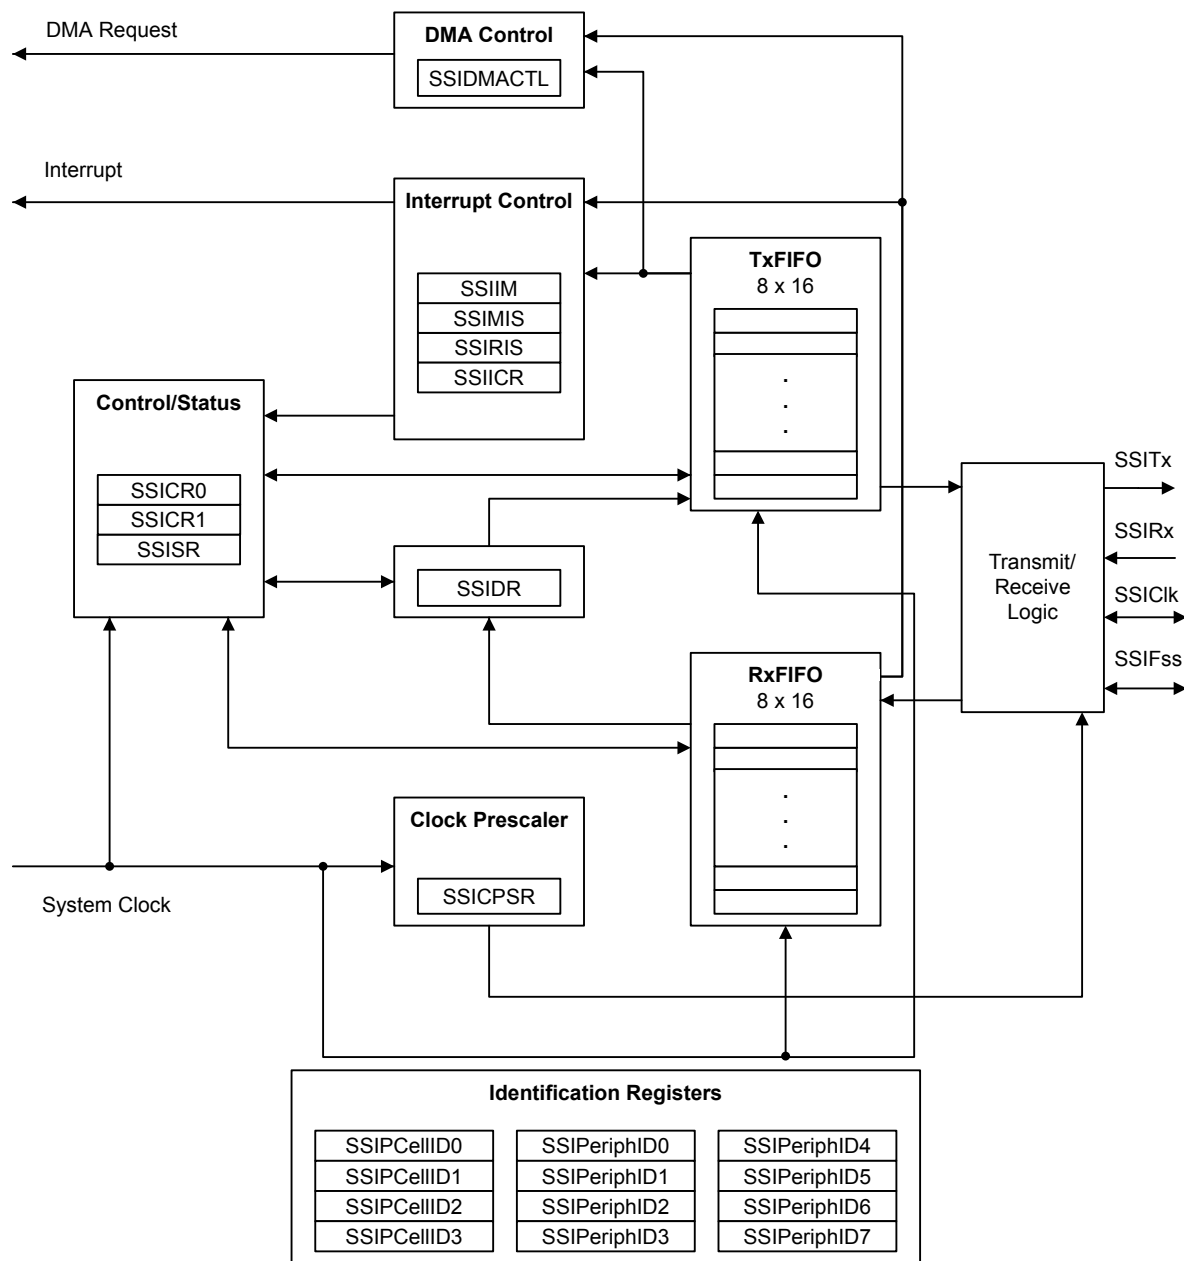 DMA Request
DMA Control
SSIDMACTL
Interrupt
Interrupt Control
SSIIM
SSIMIS
SSIRIS
SSIICR
TxFIFO
8 x 16
.
.
.
Control/Status
SSICR0
SSICR1
SSISR
SSIDR
Transmit/
Receive
Logic
SSITx
SSIRx
SSIClk
SSIFss
RxFIFO
8 x 16
.
.
.
Clock Prescaler
SSICPSR
System Clock
Identification Registers
SSIPCellID0
SSIPCellID1
SSIPCellID2
SSIPCellID3
SSIPeriphID0
SSIPeriphID1
SSIPeriphID2
SSIPeriphID3
SSIPeriphID4
SSIPeriphID5
SSIPeriphID6
SSIPeriphID7